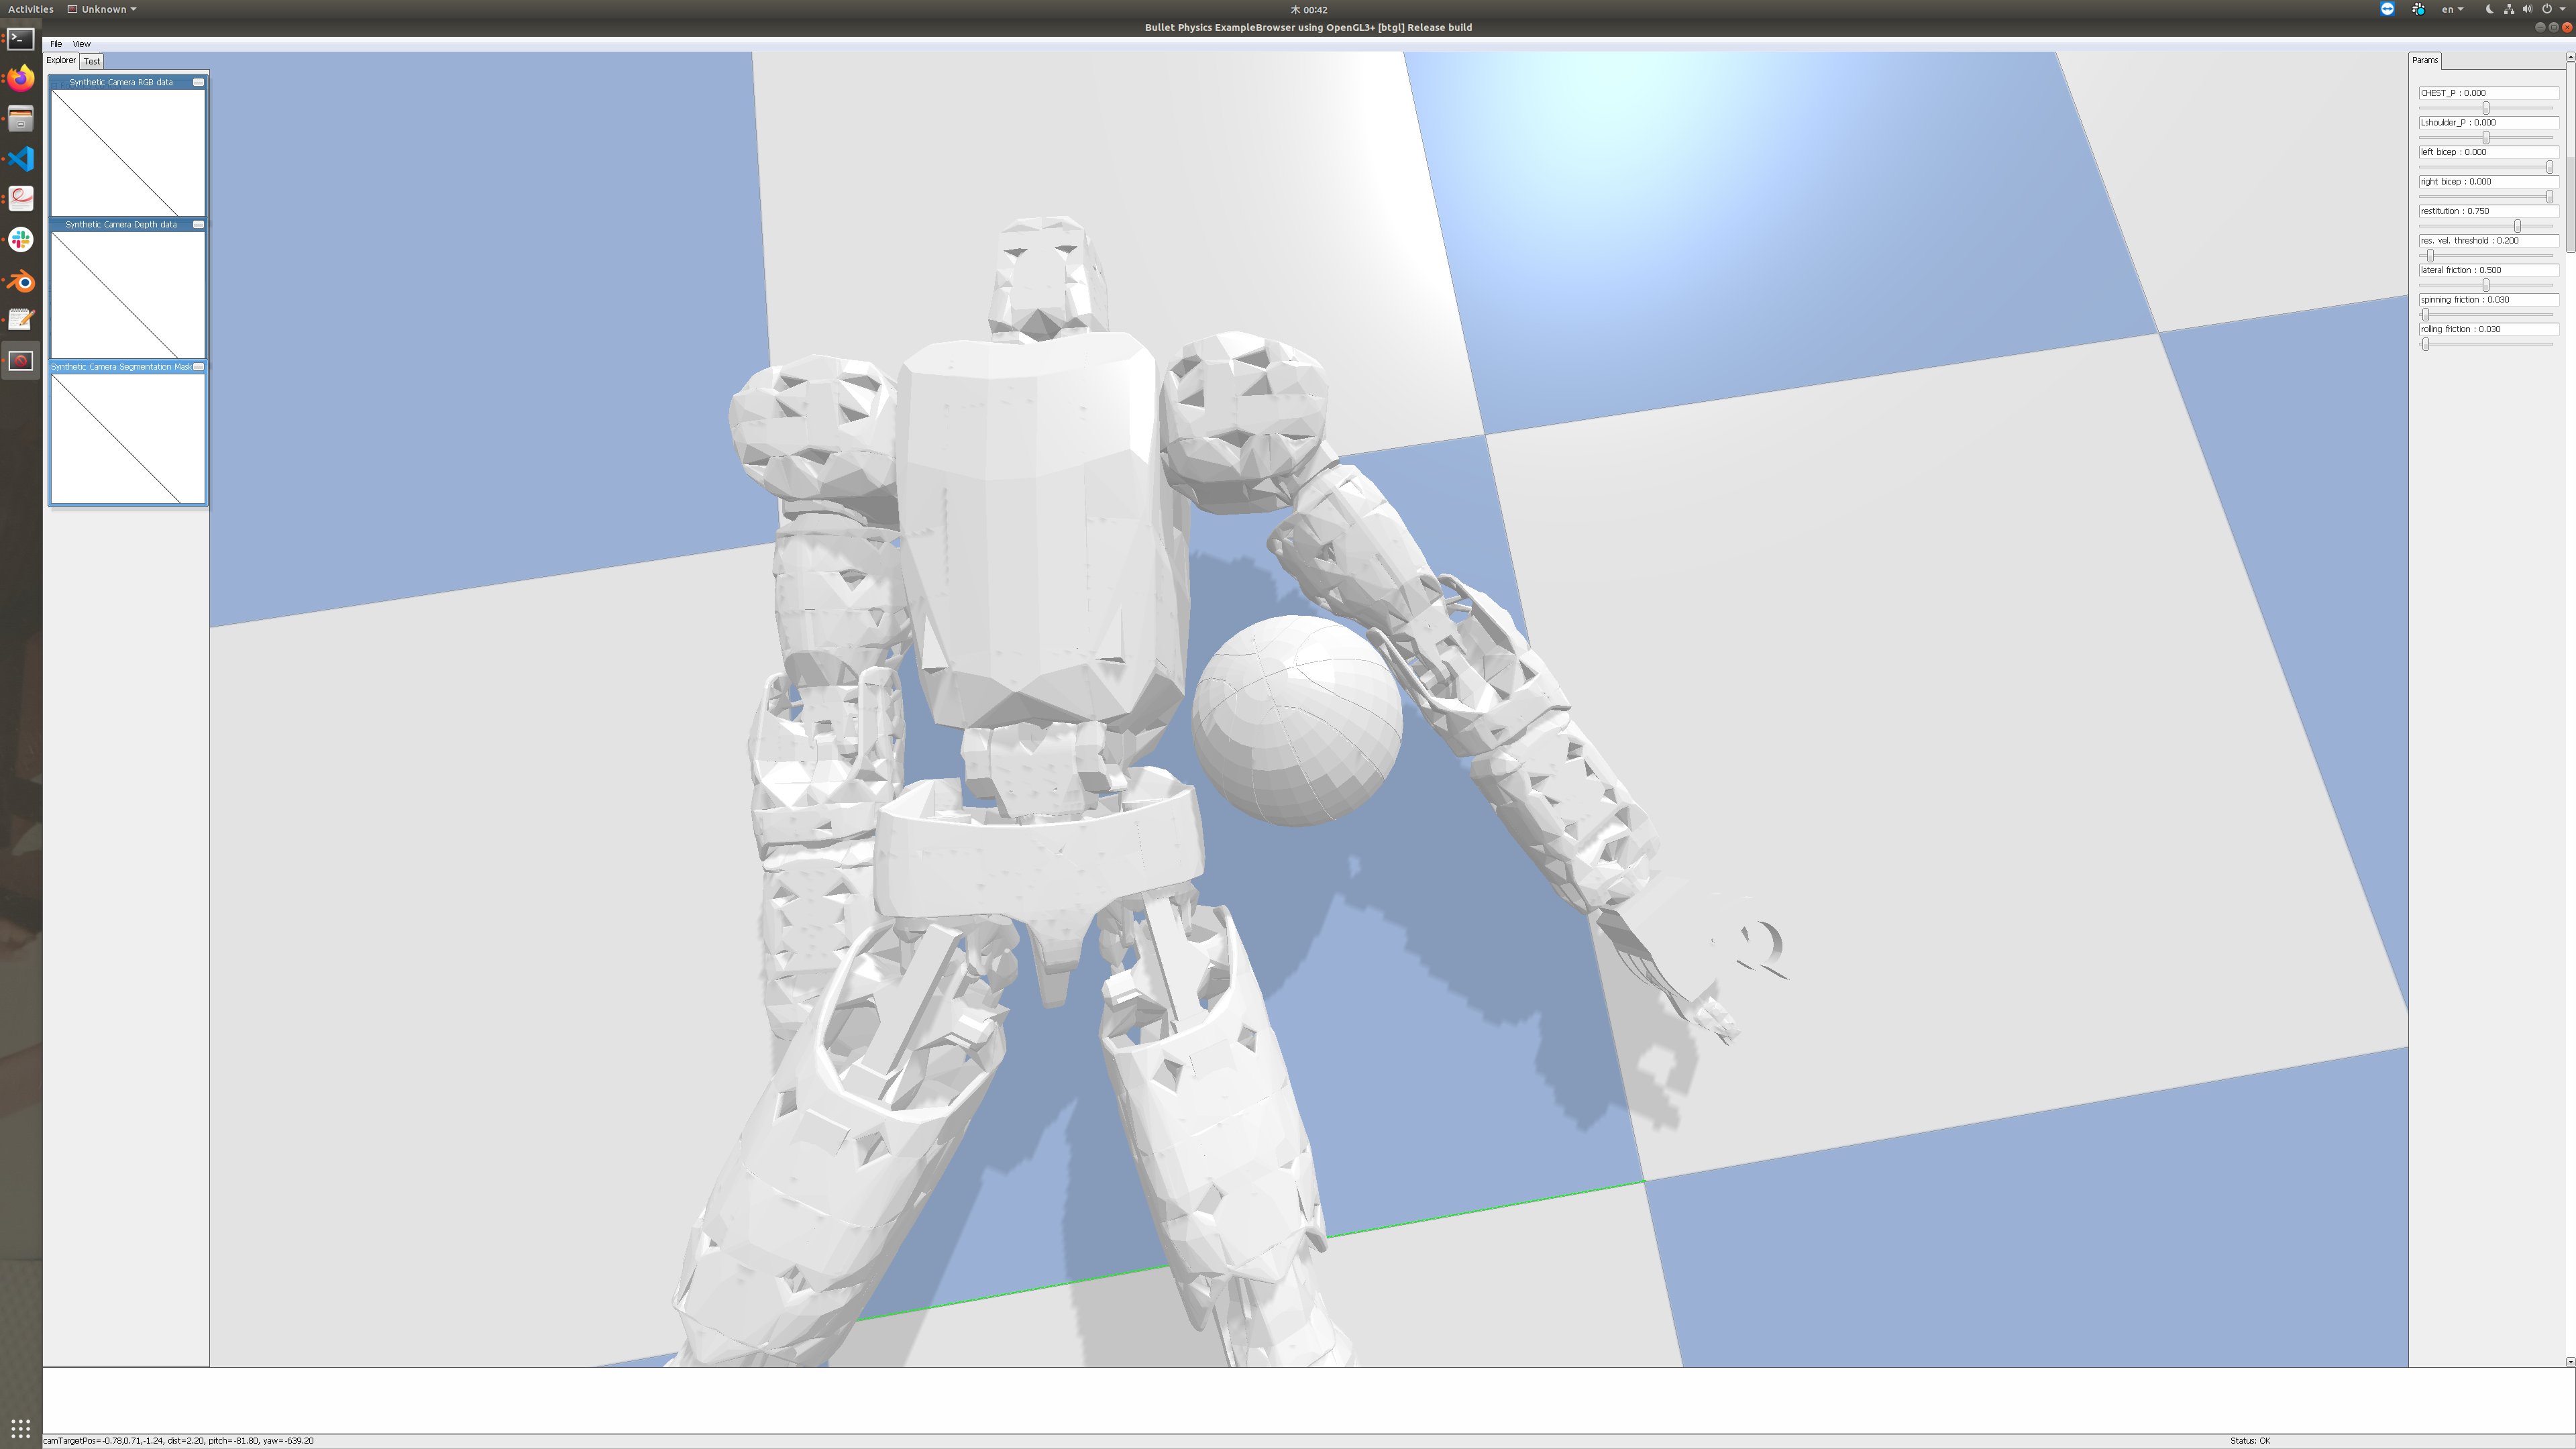 Activities
Unknown
木 00:42
en
Bullet Physics ExampleBrowser using OpenGL3+ [btgl] Release build
File View
Explorer Test
Synthetic Camera RGB data
Synthetic Camera Depth data
Synthetic Camera Segmentation Mask
Params
CHEST_P : 0.000
Lshoulder_P : 0.000
left bicep : 0.000
right bicep : 0.000
restitution : 0.750
res. vel. threshold : 0.200
lateral friction : 0.500
spinning friction : 0.030
rolling friction : 0.030
camTargetPos=-0.78,0.71,-1.24, dist=2.20, pitch=-81.80, yaw=-639.20
Status: OK